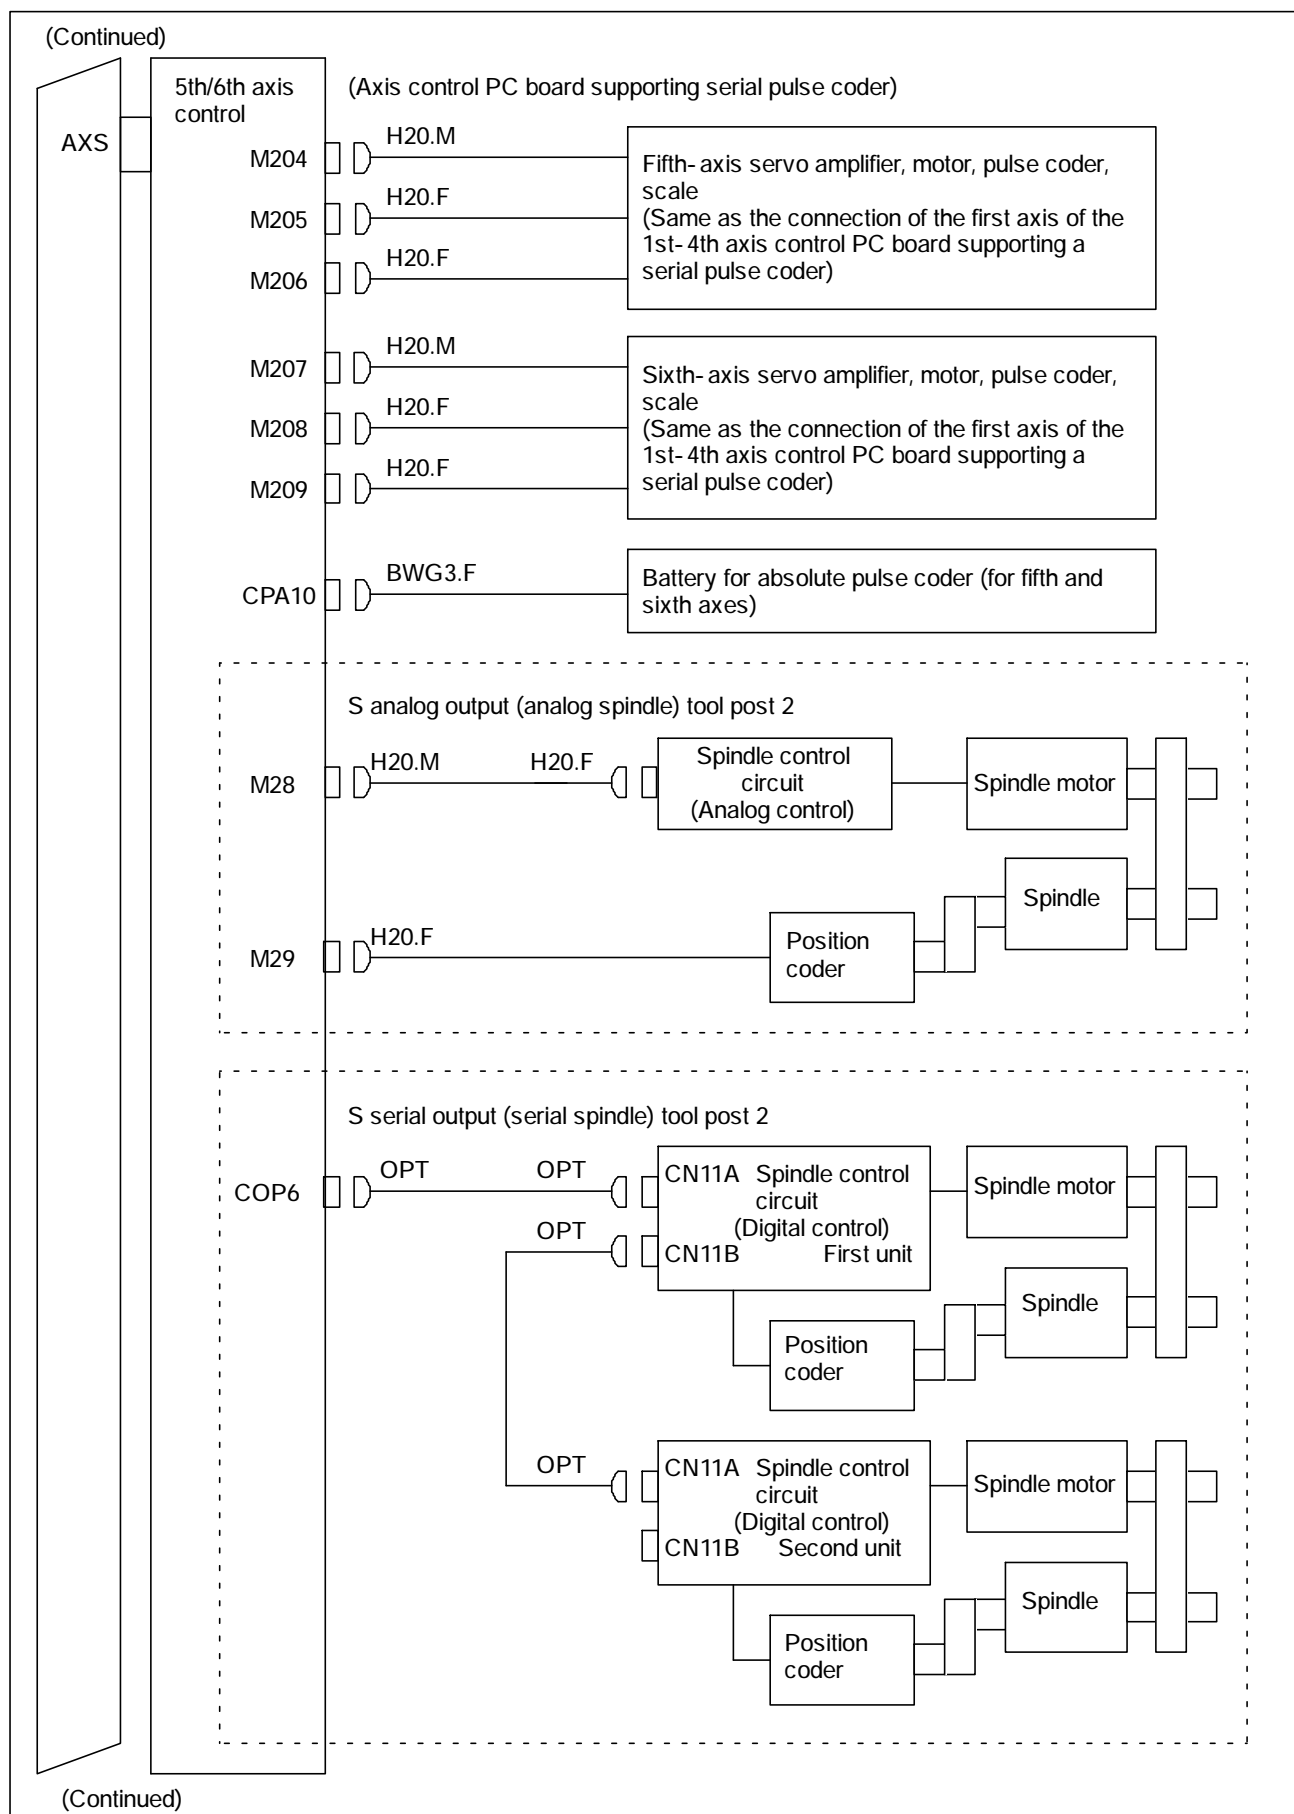 (Continued)
5th/6th axis
control
(Axis control PC board supporting serial pulse coder)
AXS
M204
H20.M
Fifth-axis servo amplifier, motor, pulse coder,
scale
(Same as the connection of the first axis of the
1st-4th axis control PC board supporting a
serial pulse coder)
M205
H20.F
M206
H20.F
M207
H20.M
Sixth-axis servo amplifier, motor, pulse coder,
scale
(Same as the connection of the first axis of the
1st-4th axis control PC board supporting a
serial pulse coder)
M208
H20.F
M209
H20.F
CPA10
BWG3.F
Battery for absolute pulse coder (for fifth and
sixth axes)
S analog output (analog spindle) tool post 2
M28
H20.M
H20.F
Spindle control
circuit
(Analog control)
Spindle motor
Spindle
M29
H20.F
Position
coder
S serial output (serial spindle) tool post 2
COP6
OPT
OPT
CN11A Spindle control
circuit
(Digital control)
CN11B First unit
Spindle motor
OPT
Spindle
Position
coder
OPT
CN11A Spindle control
circuit
(Digital control)
CN11B Second unit
Spindle motor
Spindle
Position
coder
(Continued)